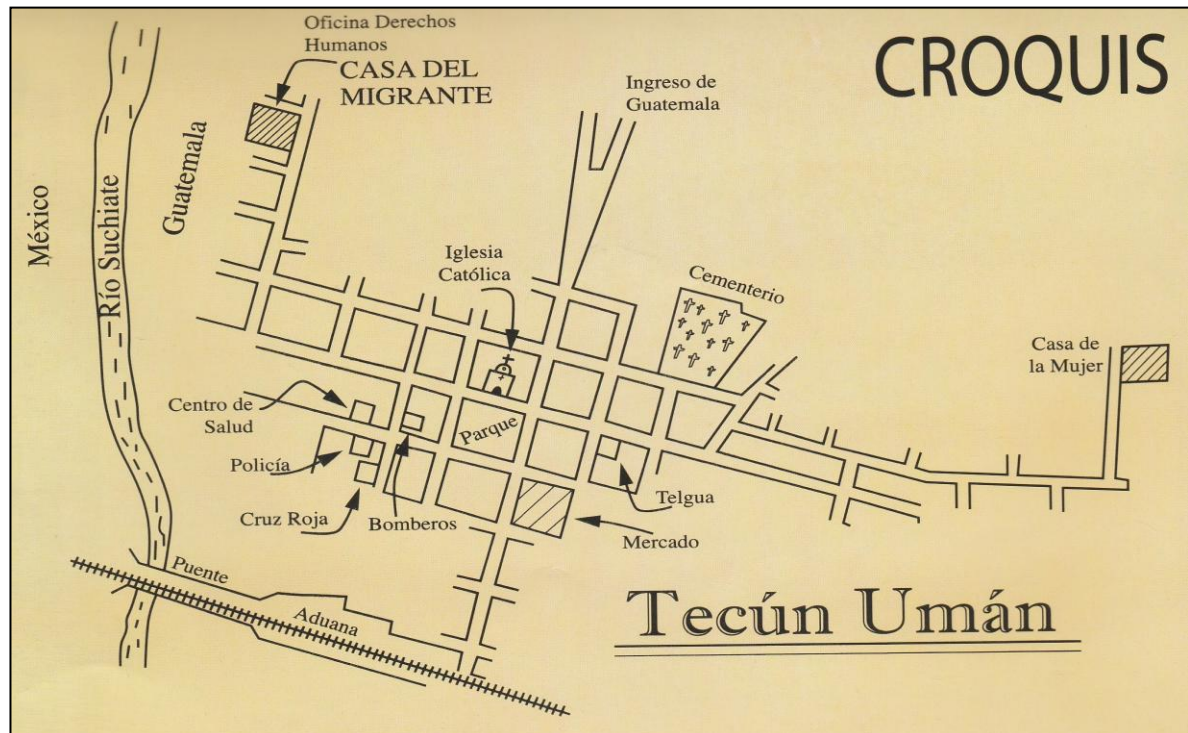 CROQUIS
Oficina Derechos
Humanos
CASA DEL
MIGRANTE
Ingreso de
Guatemala
México
Río Suchiate
Guatemala
Iglesia
Católica
Cementerio
Casa de
la Mujer
Centro de
Salud
Parque
Policía
Telgua
Cruz Roja
Bomberos
Mercado
Puente
Aduana
Tecún Umán